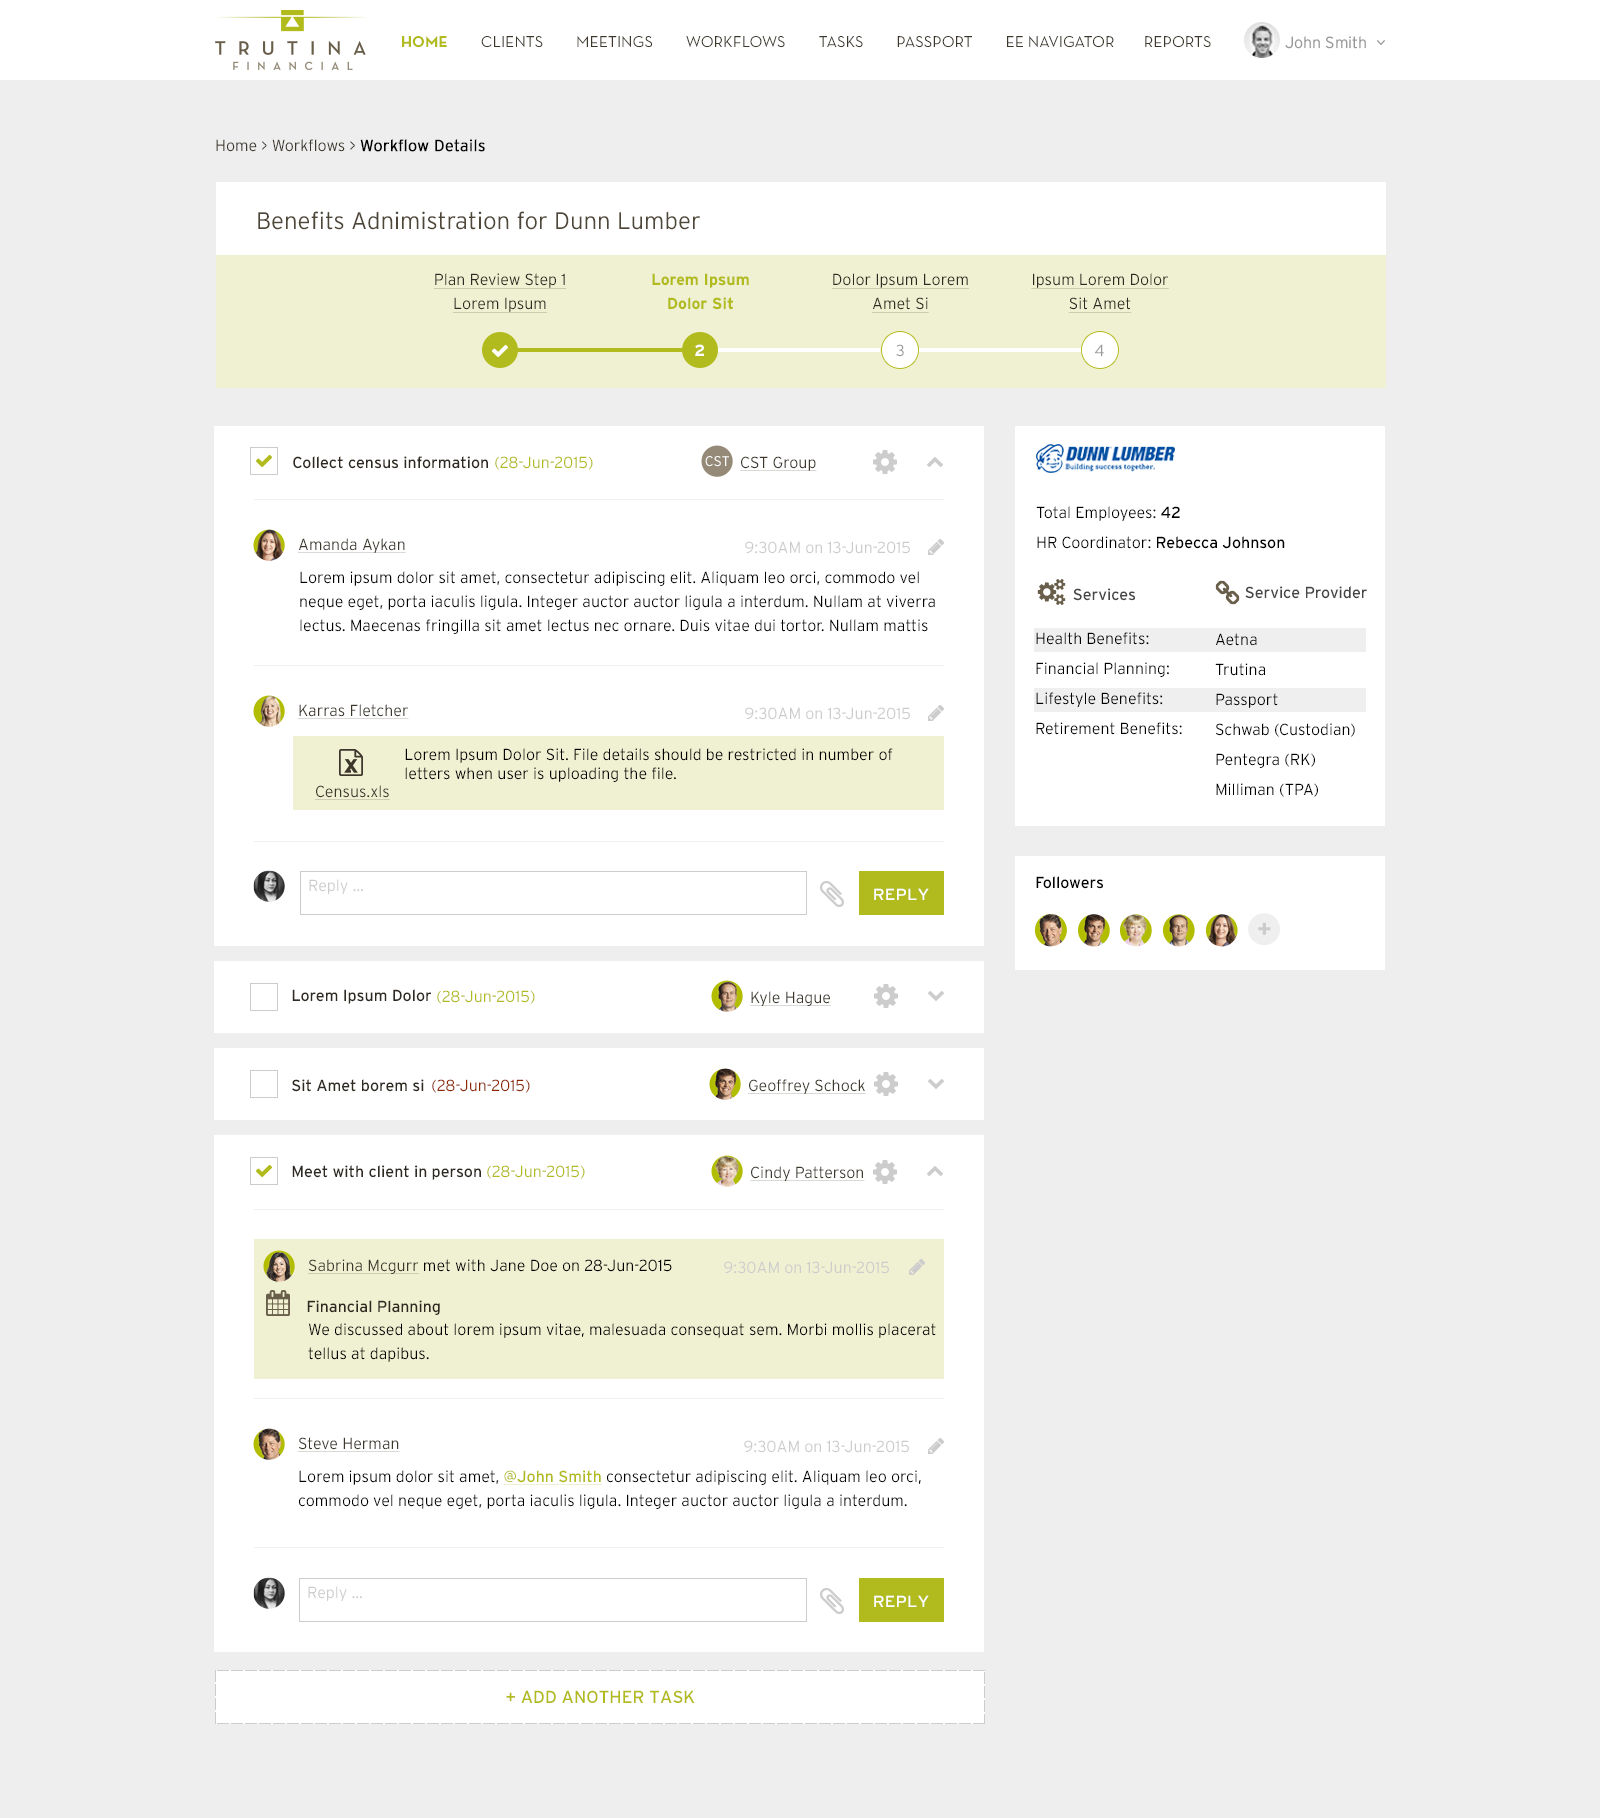 TRUTINA
FINANCIAL
HOME CLIENTS MEETINGS WORKFLOWS TASKS PASSPORT EE NAVIGATOR REPORTS John Smith
Home > Workflows > Workflow Details
Benefits Adnimistration for Dunn Lumber
Plan Review Step 1
Lorem Ipsum
Lorem Ipsum
Dolor Sit
Dolor Ipsum Lorem
Amet Si
Ipsum Lorem Dolor
Sit Amet
2 3 4
Collect census information (28-Jun-2015) CST CST Group
Amanda Aykan 9:30AM on 13-Jun-2015
Lorem ipsum dolor sit amet, consectetur adipiscing elit. Aliquam leo orci, commodo vel
neque eget, porta iaculis ligula. Integer auctor auctor ligula a interdum. Nullam at viverra
lectus. Maecenas fringilla sit amet lectus nec ornare. Duis vitae dui tortor. Nullam mattis
Karras Fletcher 9:30AM on 13-Jun-2015
Lorem Ipsum Dolor Sit. File details should be restricted in number of
letters when user is uploading the file.
Census.xls
Reply ... REPLY
Lorem Ipsum Dolor (28-Jun-2015) Kyle Hague
Sit Amet borem si (28-Jun-2015) Geoffrey Schock
Meet with client in person (28-Jun-2015) Cindy Patterson
Sabrina Mcgurr met with Jane Doe on 28-Jun-2015 9:30AM on 13-Jun-2015
Financial Planning
We discussed about lorem ipsum vitae, malesuada consequat sem. Morbi mollis placerat
tellus at dapibus.
Steve Herman 9:30AM on 13-Jun-2015
Lorem ipsum dolor sit amet, @John Smith consectetur adipiscing elit. Aliquam leo orci,
commodo vel neque eget, porta iaculis ligula. Integer auctor auctor ligula a interdum.
Reply ... REPLY
+ ADD ANOTHER TASK
DUNN LUMBER
Building success together.
Total Employees: 42
HR Coordinator: Rebecca Johnson
Services Service Provider
Health Benefits: Aetna
Financial Planning: Trutina
Lifestyle Benefits: Passport
Retirement Benefits: Schwab (Custodian)
Pentegra (RK)
Milliman (TPA)
Followers